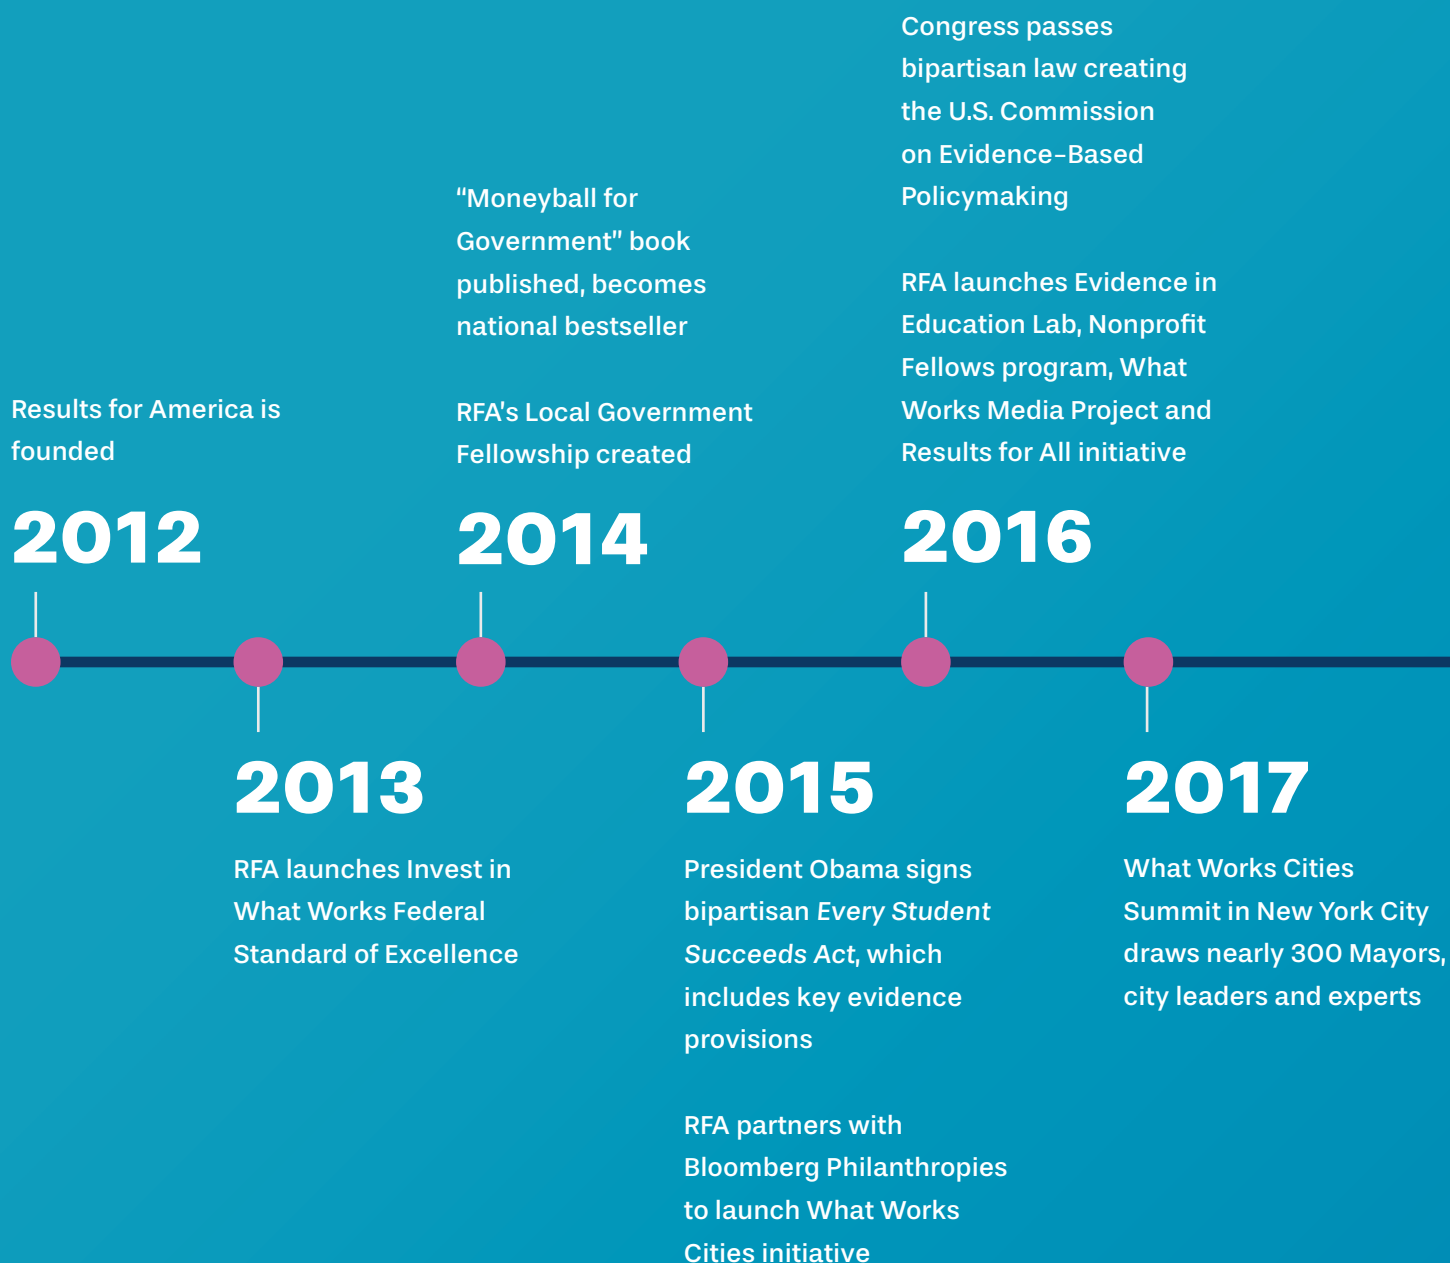 Results for America is
founded
2012
RFA launches Invest in
What Works Federal
Standard of Excellence
2013
“Moneyball for
Government” book
published, becomes
national bestseller
RFA’s Local Government
Fellowship created
2014
2015
President Obama signs
bipartisan Every Student
Succeeds Act, which
includes key evidence
provisions
RFA partners with
Bloomberg Philanthropies
to launch What Works
Cities initiative
Congress passes
bipartisan law creating
the U.S. Commission
on Evidence-Based
Policymaking
RFA launches Evidence in
Education Lab, Nonprofit
Fellows program, What
Works Media Project and
Results for All initiative
2016
2017
What Works Cities
Summit in New York City
draws nearly 300 Mayors,
city leaders and experts